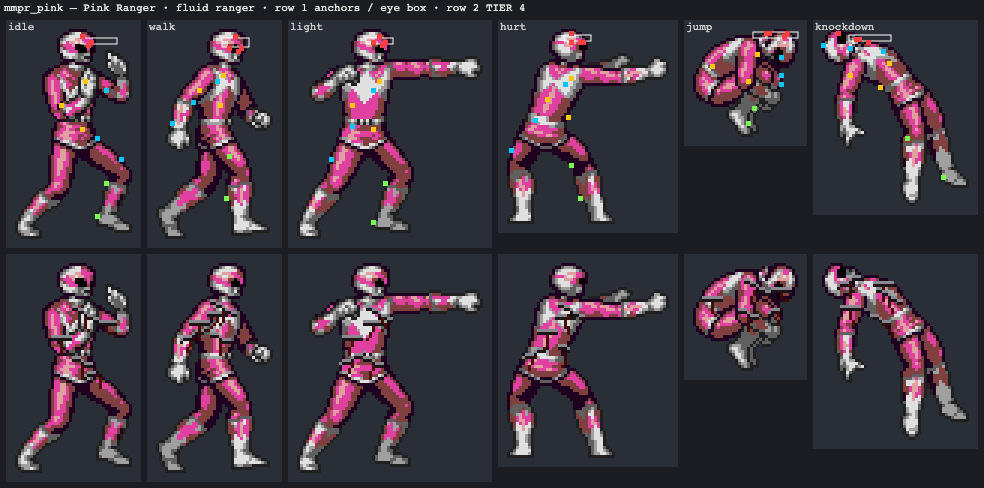 mmpr_pink — Pink Ranger · fluid ranger · row 1 anchors / eye box · row 2 TIER 4
idle
walk
light
hurt
jump
knockdown